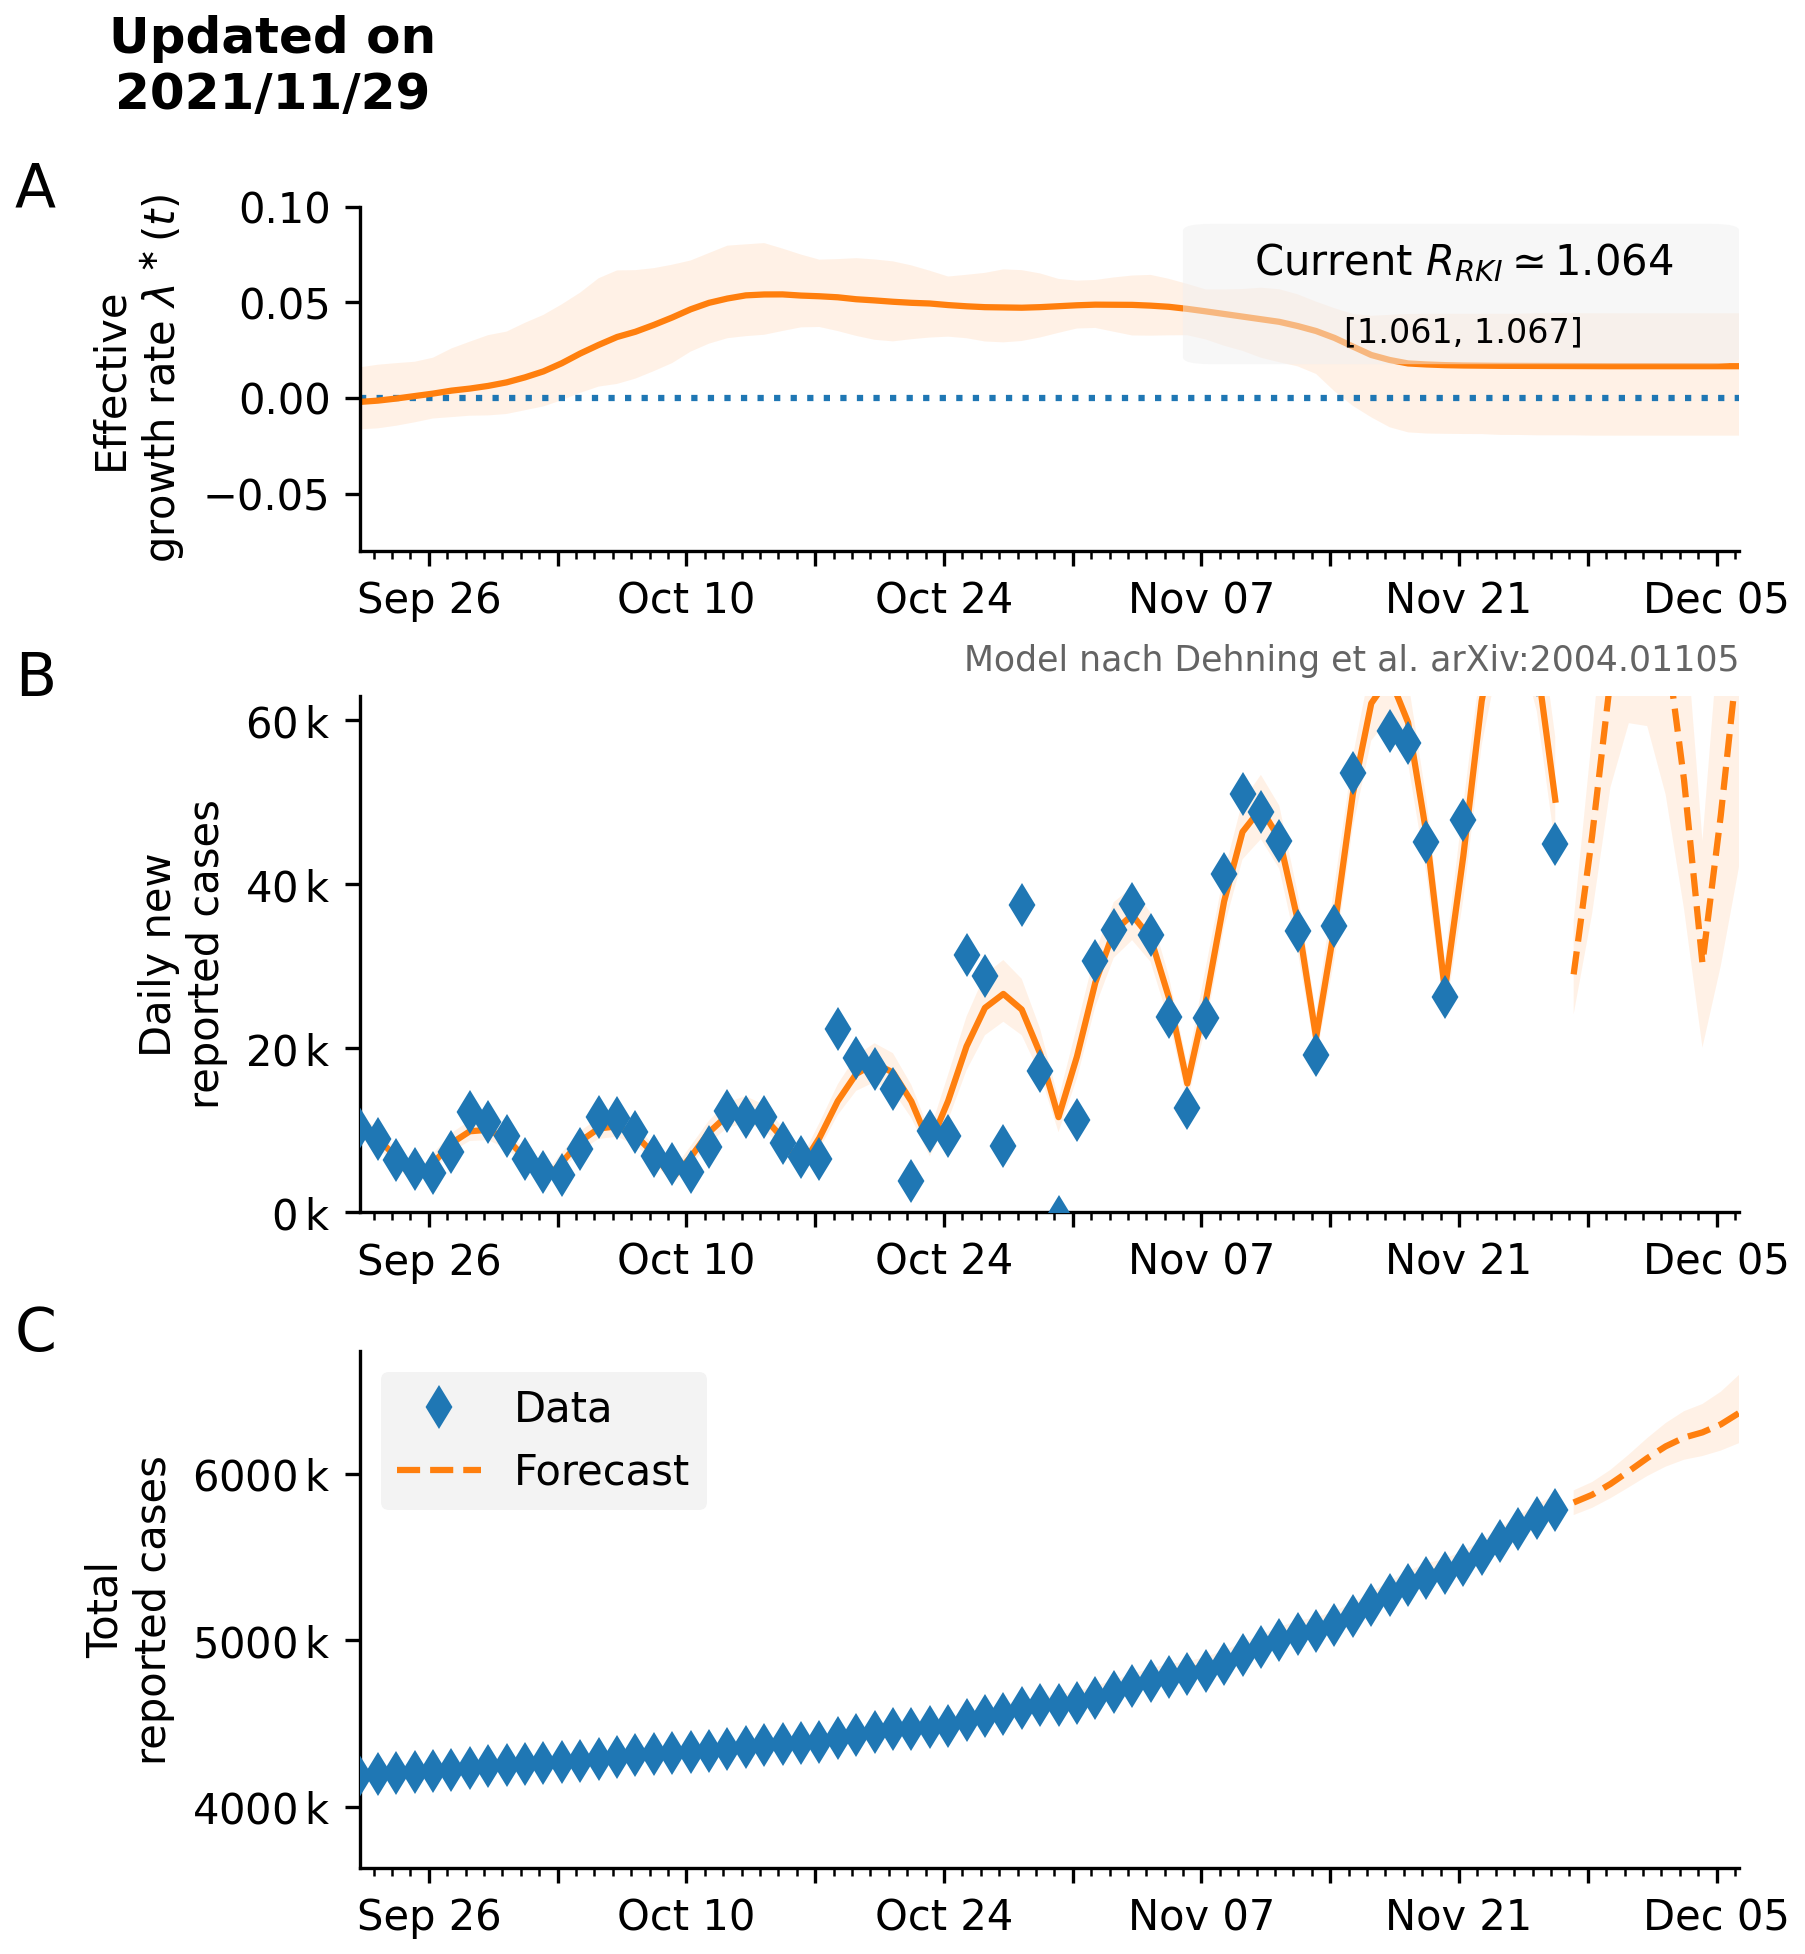 Updated on
2021/11/29
A
Effective
growth rate λ * (t)
0.10
0.05
0.00
−0.05
Current R_RKI ≃ 1.064
[1.061, 1.067]
Sep 26
Oct 10
Oct 24
Nov 07
Nov 21
Dec 05
Model nach Dehning et al. arXiv:2004.01105
B
Daily new
reported cases
60 k
40 k
20 k
0 k
Sep 26
Oct 10
Oct 24
Nov 07
Nov 21
Dec 05
C
Total
reported cases
6000 k
5000 k
4000 k
Data
Forecast
Sep 26
Oct 10
Oct 24
Nov 07
Nov 21
Dec 05